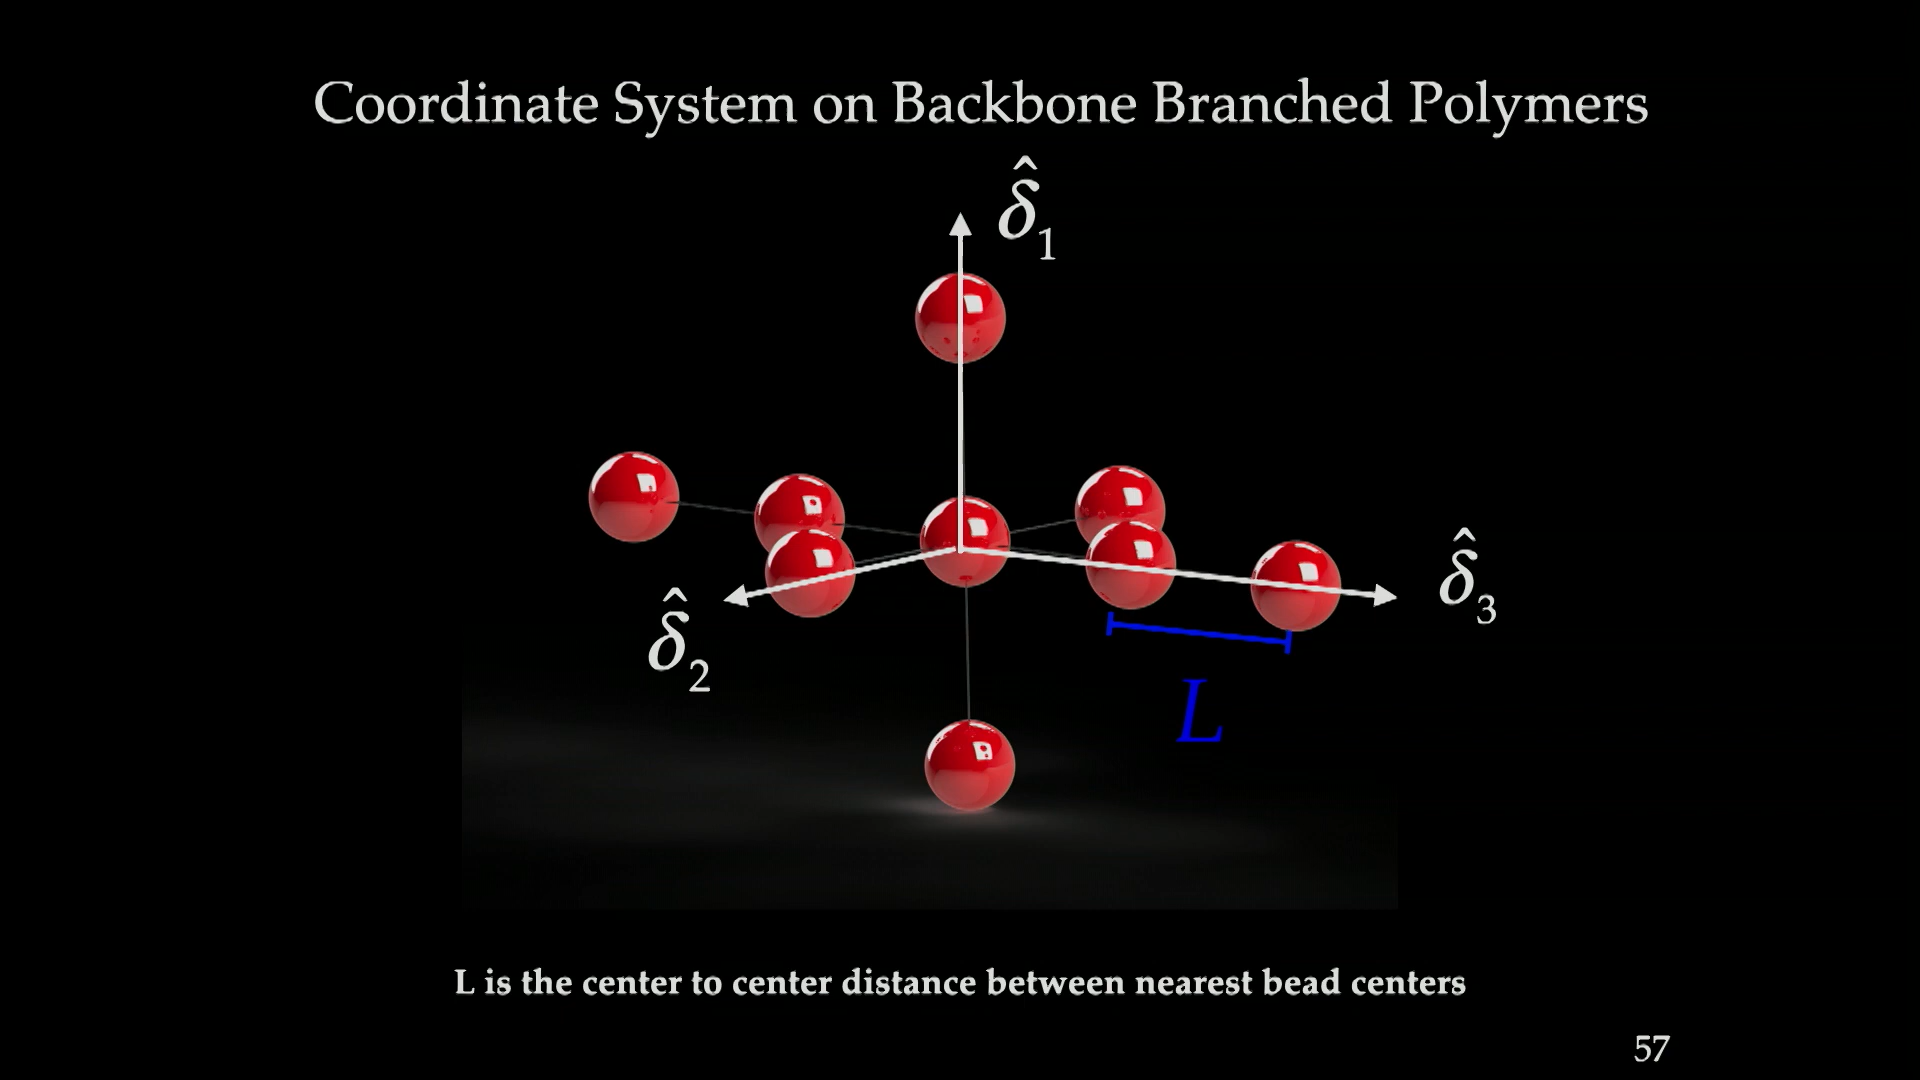 Coordinate System on Backbone Branched Polymers
δ̂₁
δ̂₃
δ̂₂
L
L is the center to center distance between nearest bead centers
57